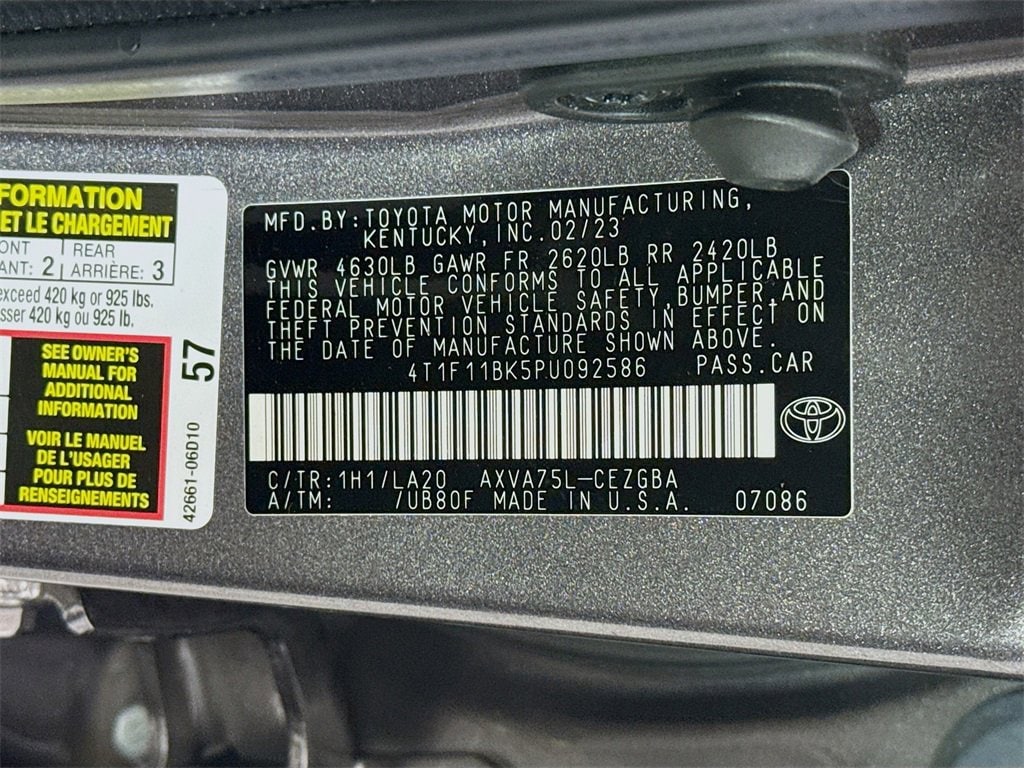 FORMATION
ET LE CHARGEMENT
REAR
2 ARRIÈRE: 3
exceed 420 kg or 925 lbs.
420 kg ou 925 lb.
SEE OWNER'S
MANUAL FOR
ADDITIONAL
INFORMATION
VOIR LE MANUEL
DE L'USAGER
POUR PLUS DE
RENSEIGNEMENTS
57
42661-06D10
MFD. BY: TOYOTA MOTOR MANUFACTURING,
KENTUCKY, INC. 02/23
GVWR 4630LB GAWR FR 2620LB RR 2420LB
THIS VEHICLE CONFORMS TO ALL APPLICABLE
FEDERAL MOTOR VEHICLE SAFETY, BUMPER, AND
THEFT PREVENTION STANDARDS IN EFFECT ON
THE DATE OF MANUFACTURE SHOWN ABOVE.
4T1F11BK5PU092586 PASS.CAR
C/TR: 1H1/LA20 AXVA75L-CEZGBA
A/TM: /UB80F MADE IN U.S.A. 07086